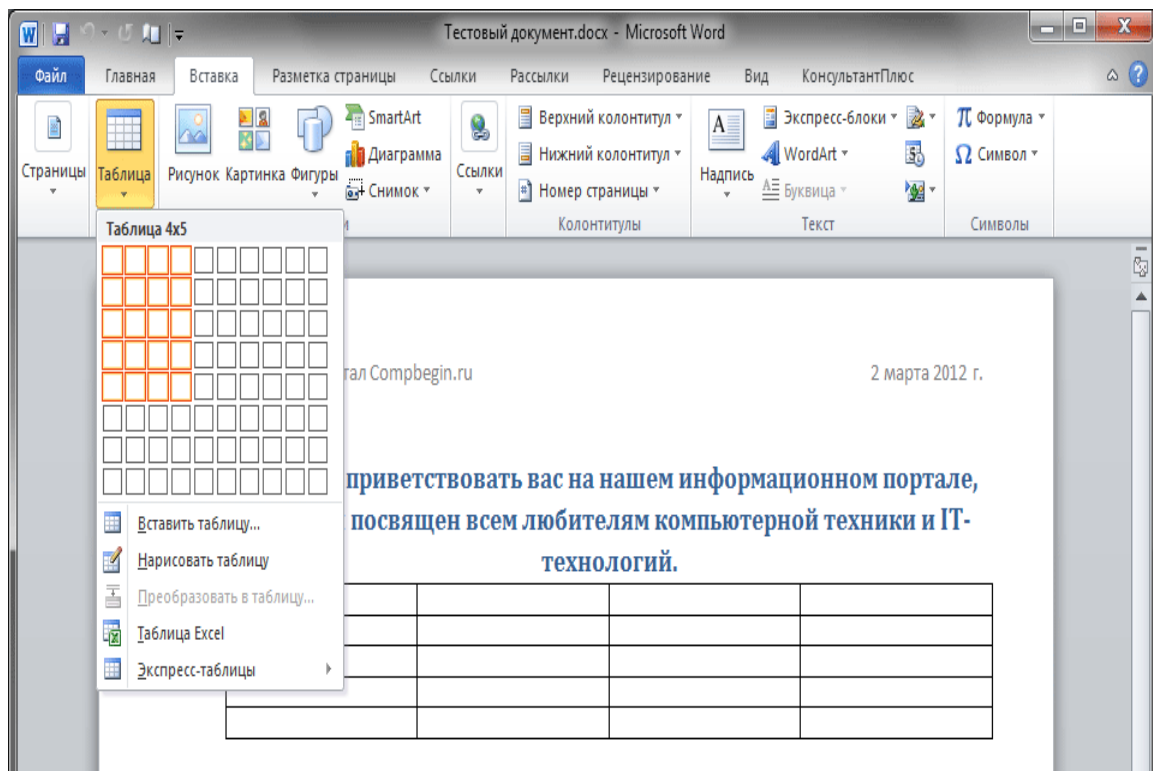 Тестовый документ.docx - Microsoft Word
Файл Главная Вставка Разметка страницы Ссылки Рассылки Рецензирование Вид КонсультантПлюс
Страницы
Таблица
Рисунок Картинка Фигуры
SmartArt
Диаграмма
Снимок
Ссылки
Верхний колонтитул
Нижний колонтитул
Номер страницы
Колонтитулы
Надпись
Экспресс-блоки
WordArt
Буквица
Текст
Формула
Символ
Символы
Таблица 4x5
Вставить таблицу...
Нарисовать таблицу
Преобразовать в таблицу...
Таблица Excel
Экспресс-таблицы
Compbegin.ru 2 марта 2012 г.
приветствовать вас на нашем информационном портале,
посвящен всем любителям компьютерной техники и IT-
технологий.